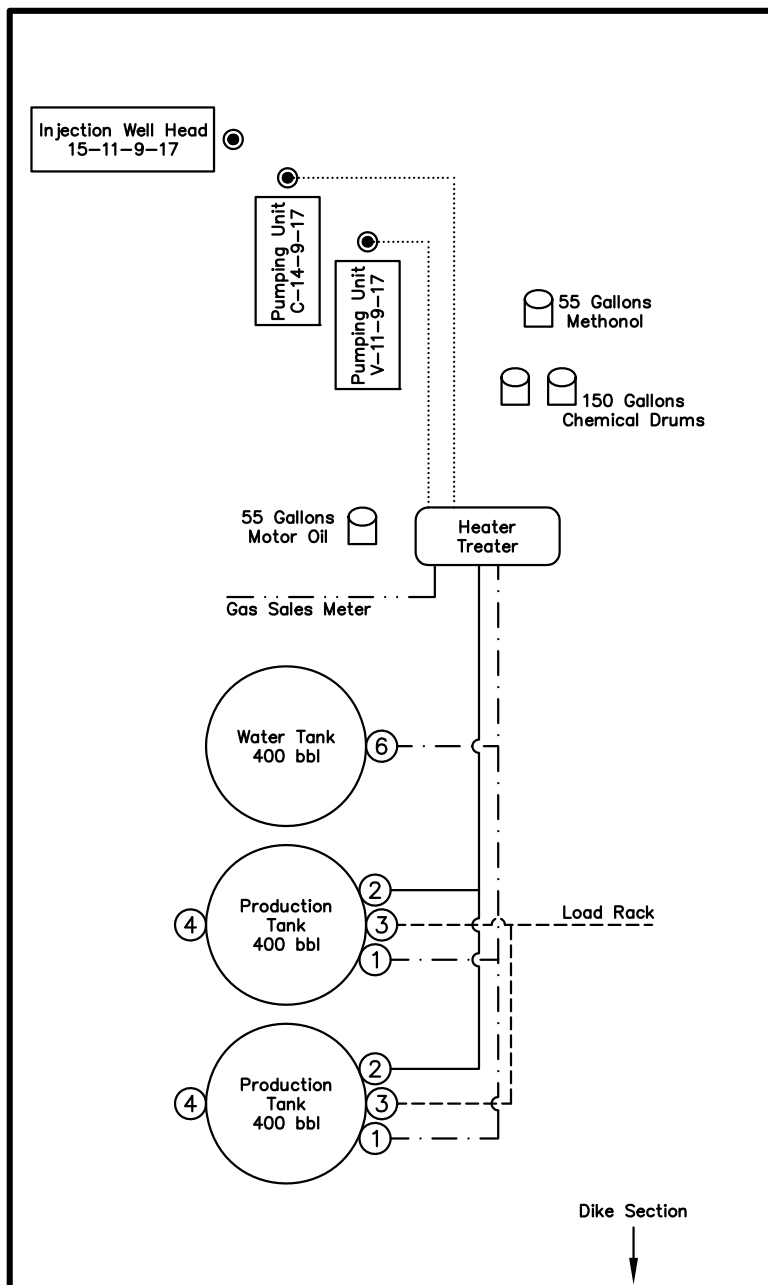 Injection Well Head
15-11-9-17
Pumping Unit
C-14-9-17
Pumping Unit
V-11-9-17
55 Gallons
Methonol
150 Gallons
Chemical Drums
55 Gallons
Motor Oil
Heater
Treater
Gas Sales Meter
Water Tank
400 bbl
6
Production
Tank
400 bbl
4
2
3
1
Load Rack
Production
Tank
400 bbl
4
2
3
1
Dike Section